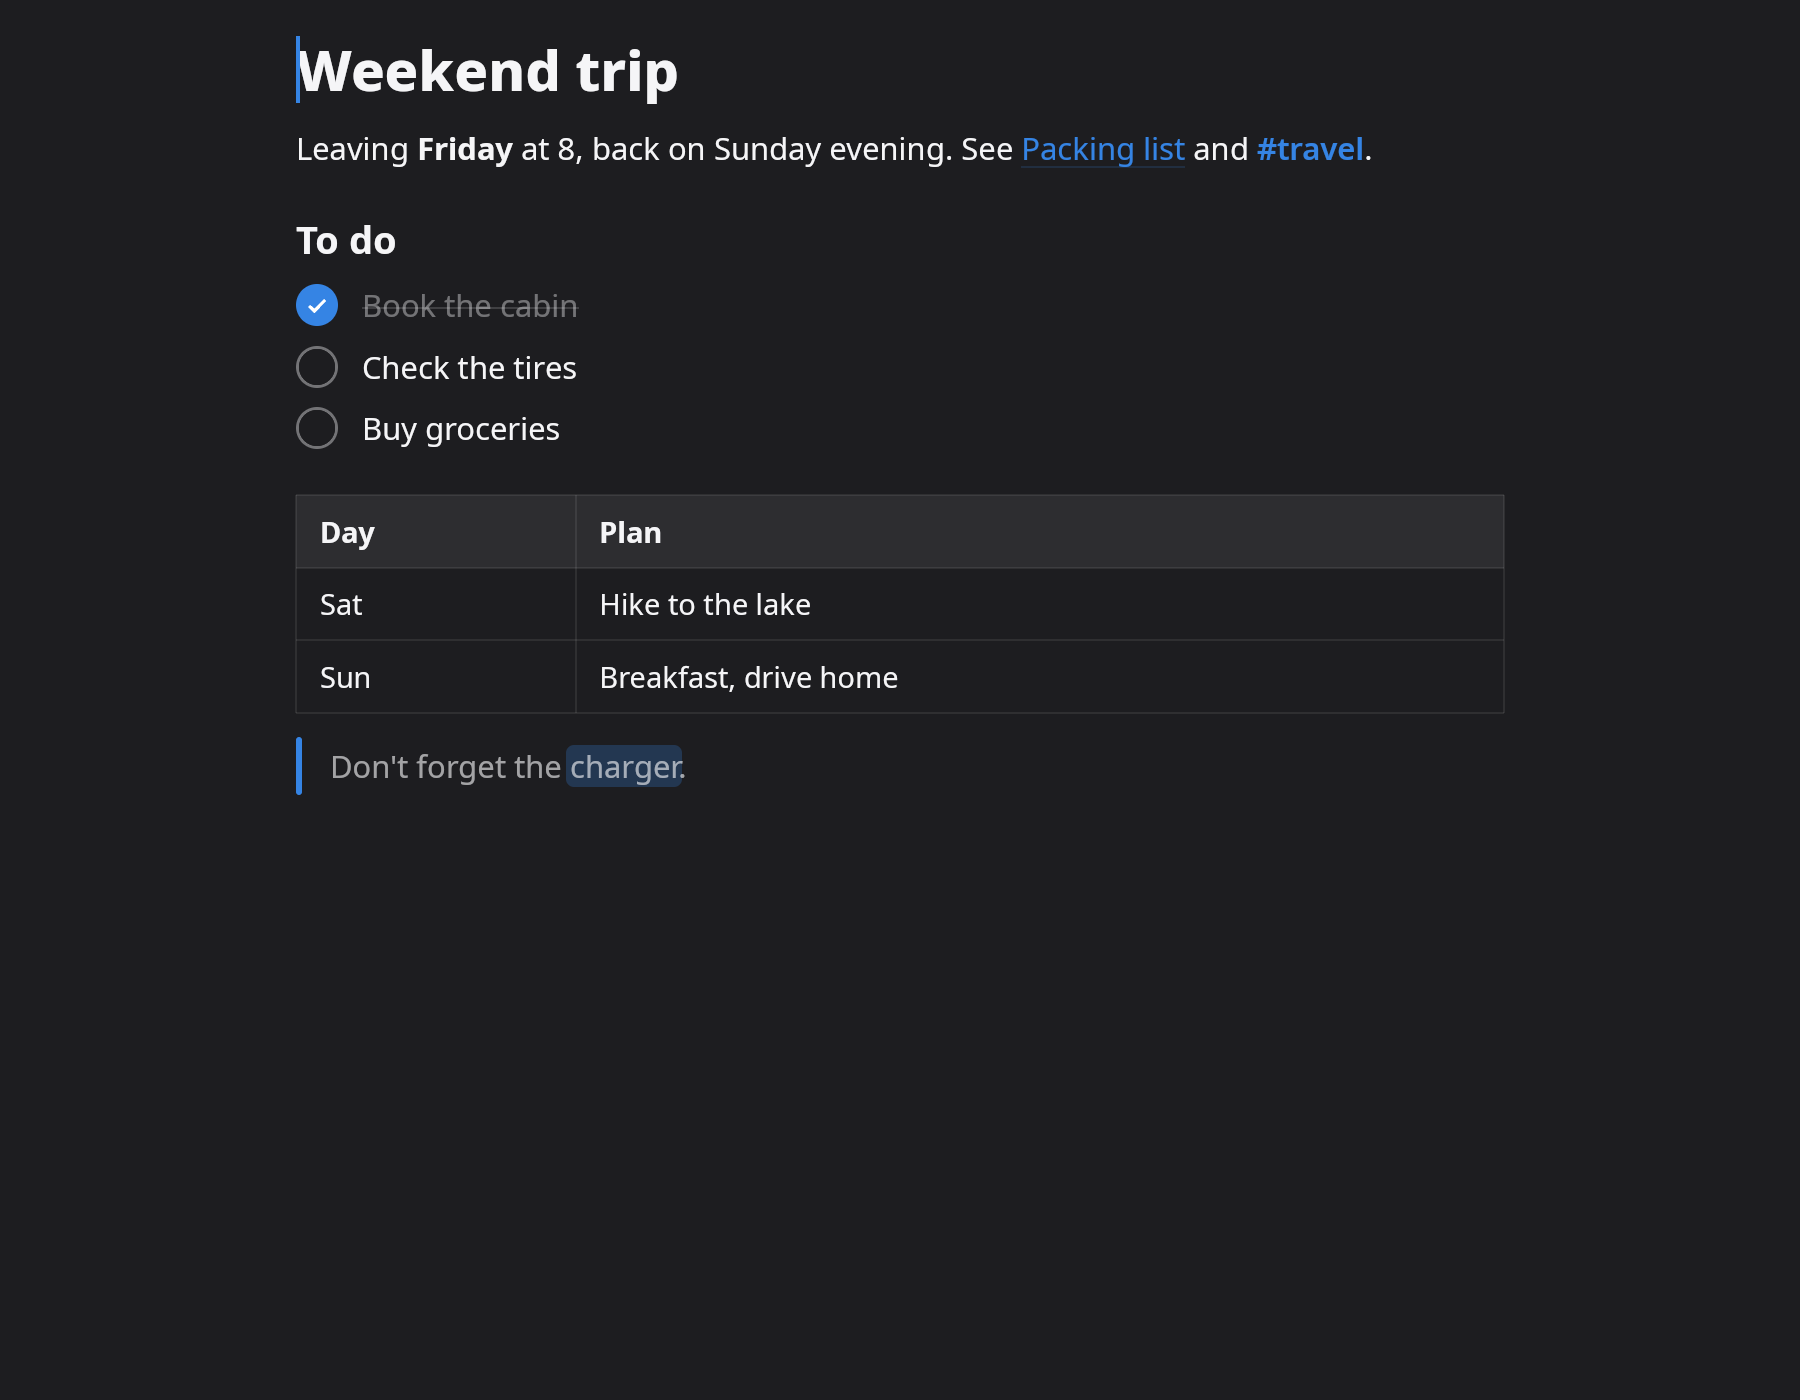 Weekend trip
Leaving Friday at 8, back on Sunday evening. See Packing list and #travel.
To do
Book the cabin
Check the tires
Buy groceries
Day Plan
Sat Hike to the lake
Sun Breakfast, drive home
Don't forget the charger.